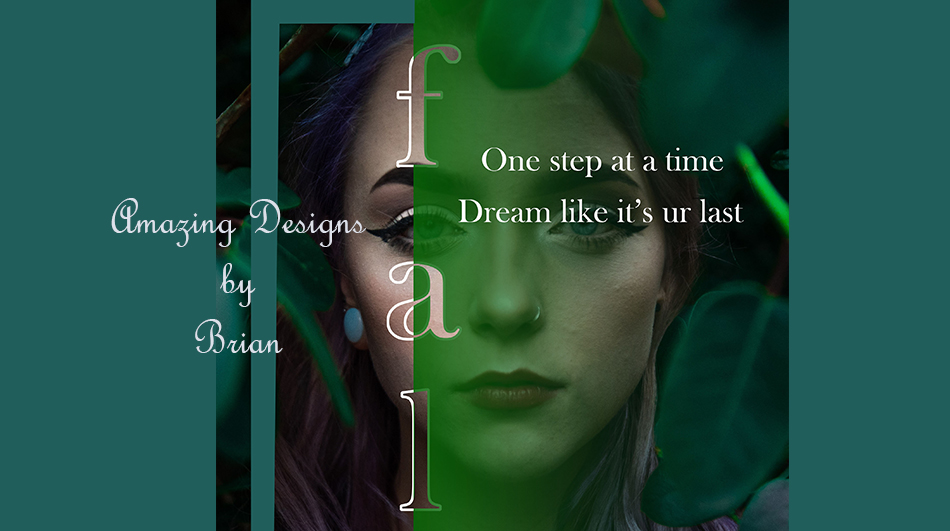 f
a
l
One step at a time
Dream like it’s ur last
Amazing Designs
by
Brian